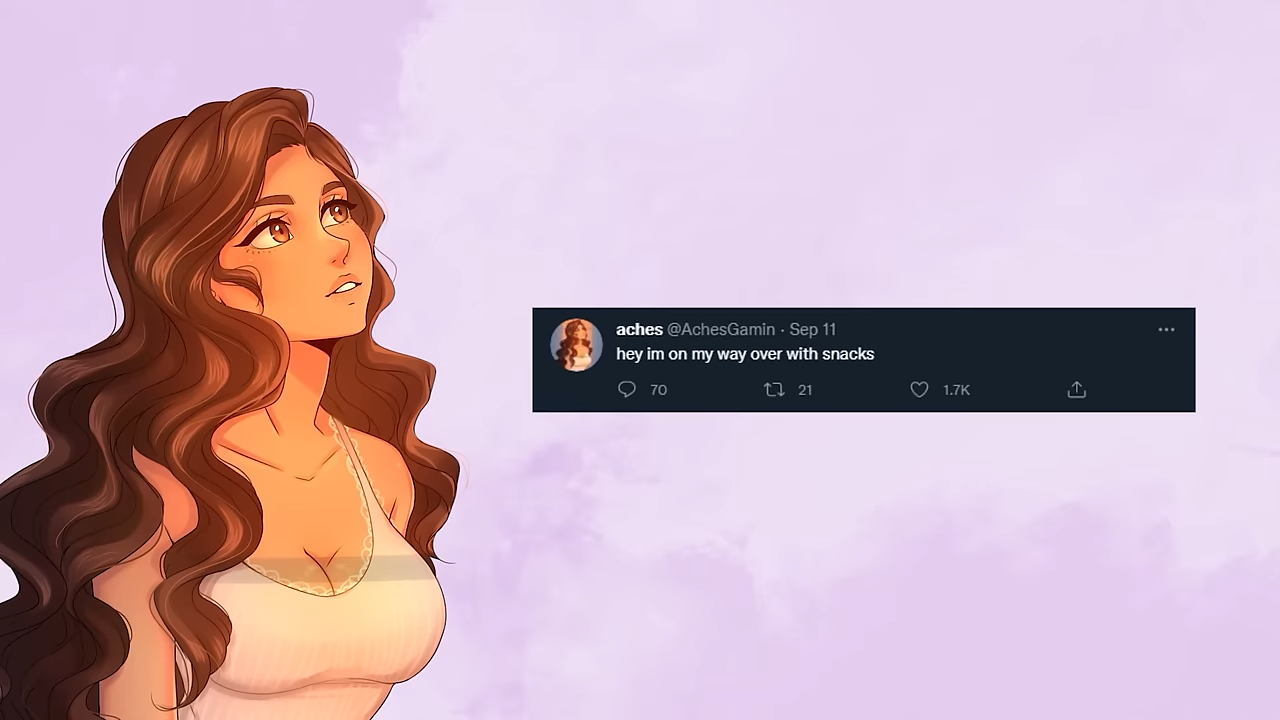 aches @AchesGamin · Sep 11
hey im on my way over with snacks
70 21 1.7K